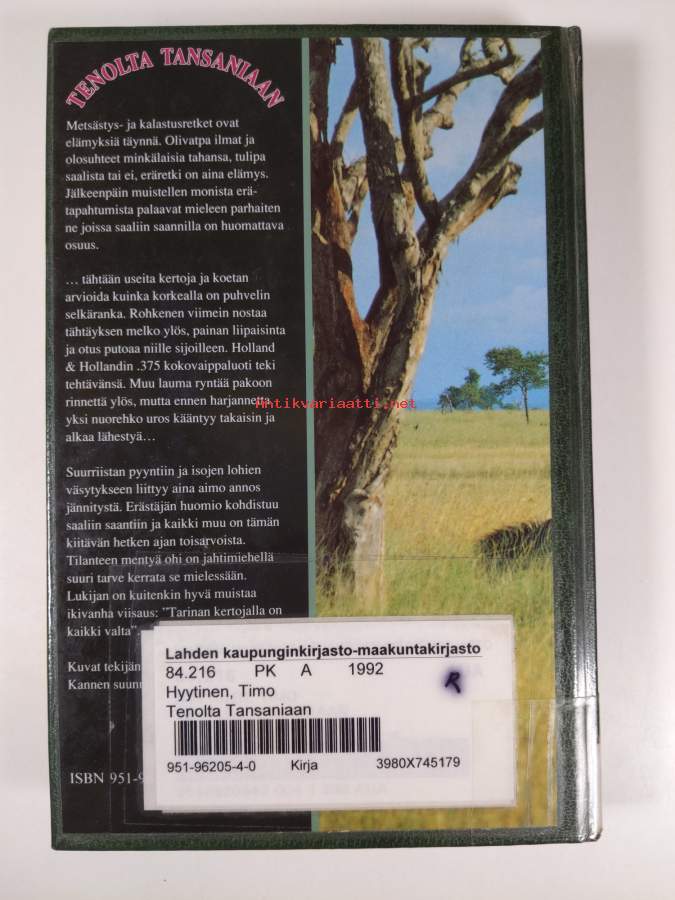 TENOLTA TANSANIAAN
Metsästys- ja kalastusretket ovat
elämyksiä täynnä. Olivatpa ilmat ja
olosuhteet minkälaisia tahansa, tulipa
saalista tai ei, eräretki on aina elämys.
Jälkeenpäin muistellen monista erä-
tapahtumista palaavat mieleen parhaiten
ne joissa saaliin saannilla on huomattava
osuus.
... tähtään useita kertoja ja koetan
arvioida kuinka korkealla on puhvelin
selkäranka. Rohkenen viimein nostaa
tähtäyksen melko ylös, painan liipaisinta
ja otus putoaa niille sijoilleen. Holland
& Hollandin .375 kokovaippaluoti teki
tehtävänsä. Muu lauma ryntää pakoon
rinnettä ylös, mutta ennen harjannetta
yksi nuorehko uros kääntyy takaisin ja
alkaa lähestyä...
Antikvariaatti.net
Suurriistan pyyntiin ja isojen lohien
väsytykseen liittyy aina aimo annos
jännitystä. Erästäjän huomio kohdistuu
saaliin saantiin ja kaikki muu on tämän
kiitävän hetken ajan toisarvoista.
Tilanteen mentyä ohi on jahtimiehellä
suuri tarve kerrata se mielessään.
Lukijan on kuitenkin hyvä muistaa
ikivanha viisaus: "Tarinan kertojalla on
kaikki valta".
Kuvat tekijän
Kannen
ISBN 951-9
Lahden kaupunginkirjasto-maakuntakirjasto
84.216 PK A 1992
Hyytinen, Timo
Tenolta Tansaniaan
R
951-96205-4-0 Kirja 3980X745179